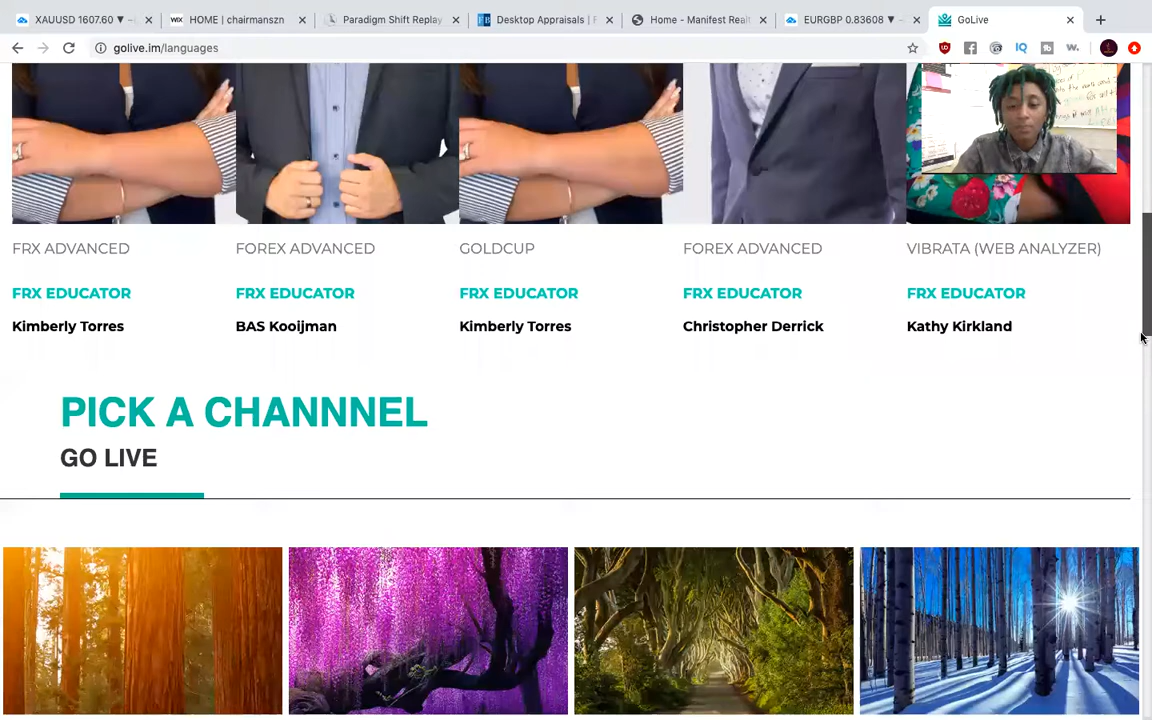 XAUUSD 1607.60 ▼
HOME | chairmanszn
Paradigm Shift Replay
Desktop Appraisals | F
Home - Manifest Realt
EURGBP 0.83608 ▼
GoLive
golive.im/languages
FRX ADVANCED
FOREX ADVANCED
GOLDCUP
FOREX ADVANCED
VIBRATA (WEB ANALYZER)
FRX EDUCATOR
FRX EDUCATOR
FRX EDUCATOR
FRX EDUCATOR
FRX EDUCATOR
Kimberly Torres
BAS Kooijman
Kimberly Torres
Christopher Derrick
Kathy Kirkland
PICK A CHANNNEL
GO LIVE